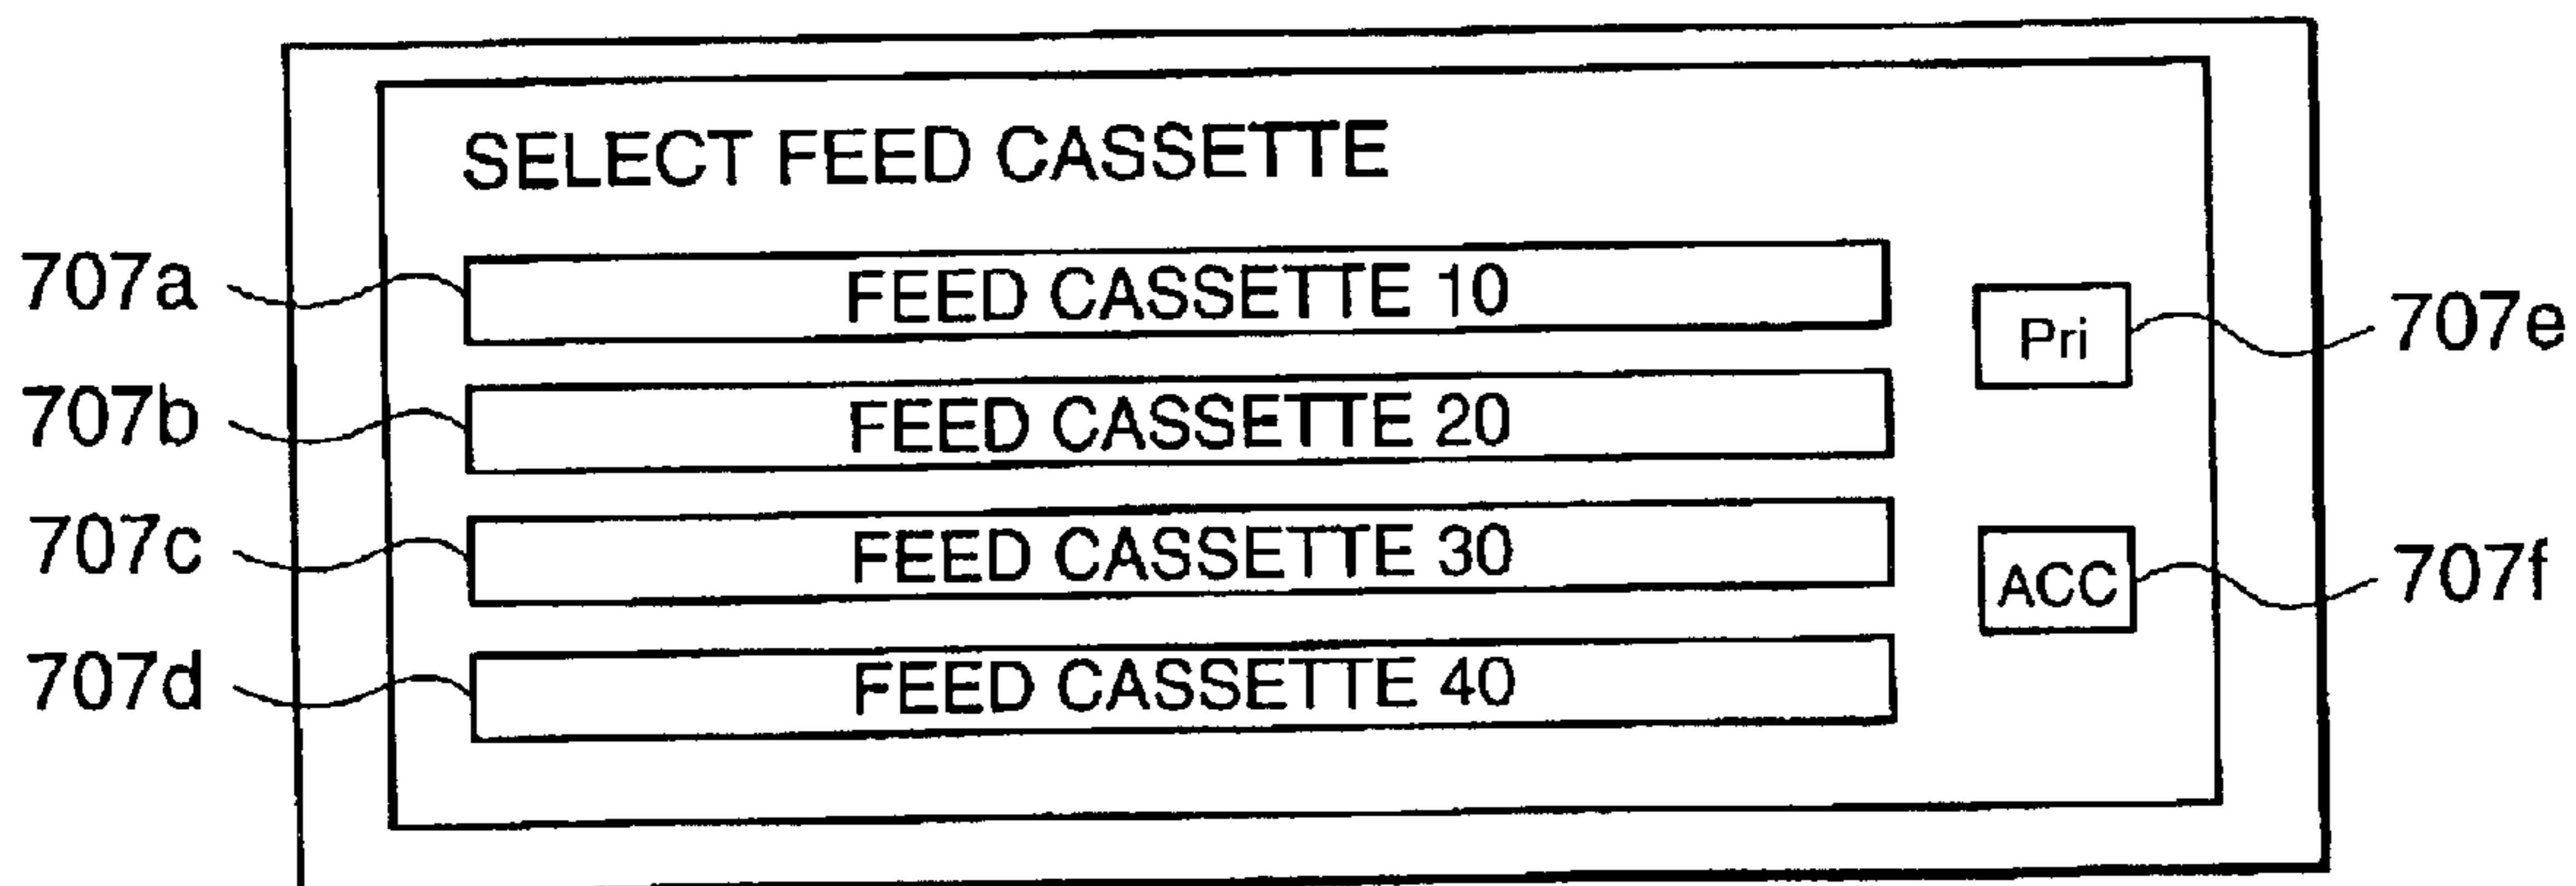 SELECT FEED CASSETTE
707a FEED CASSETTE 10
Pri 707e
707b FEED CASSETTE 20
707c FEED CASSETTE 30
ACC 707f
707d FEED CASSETTE 40